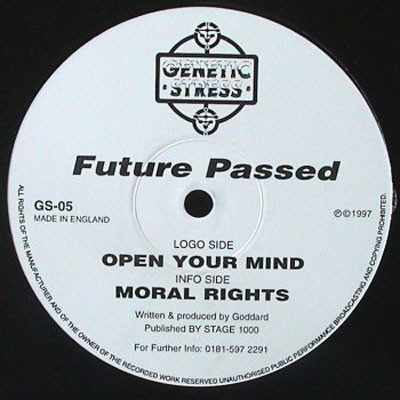 GENETIC
STRESS
Future Passed
GS-05
MADE IN ENGLAND
℗©1997
LOGO SIDE
OPEN YOUR MIND
INFO SIDE
MORAL RIGHTS
Written & produced by Goddard
Published BY STAGE 1000
For Further Info: 0181-597 2291
ALL RIGHTS OF THE MANUFACTURER AND OF THE OWNER OF THE RECORDED WORK RESERVED UNAUTHORISED PUBLIC PERFORMANCE BROADCASTING AND COPYING PROHIBITED.